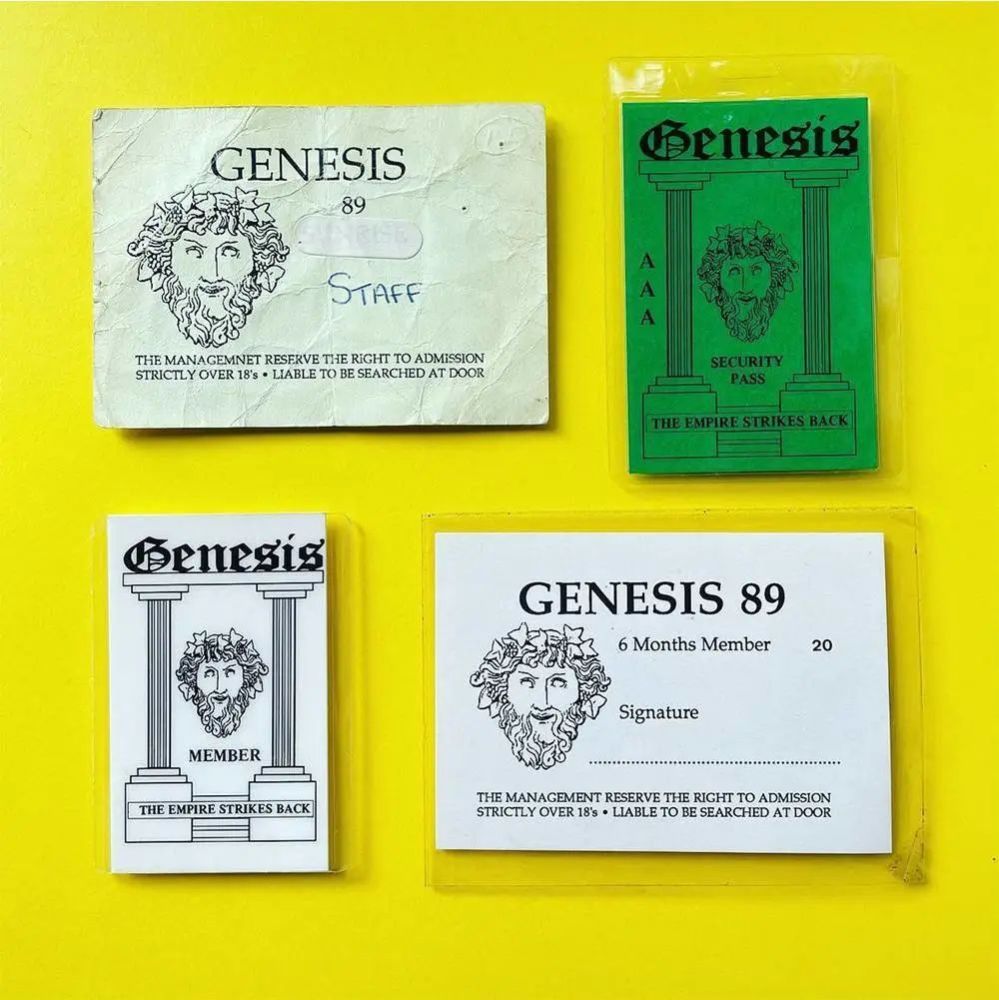 GENESIS
89
SUNRISE
STAFF
THE MANAGEMNET RESERVE THE RIGHT TO ADMISSION
STRICTLY OVER 18's • LIABLE TO BE SEARCHED AT DOOR
Genesis
A
A
A
SECURITY
PASS
THE EMPIRE STRIKES BACK
Genesis
MEMBER
THE EMPIRE STRIKES BACK
GENESIS 89
6 Months Member 20
Signature
THE MANAGEMENT RESERVE THE RIGHT TO ADMISSION
STRICTLY OVER 18's • LIABLE TO BE SEARCHED AT DOOR